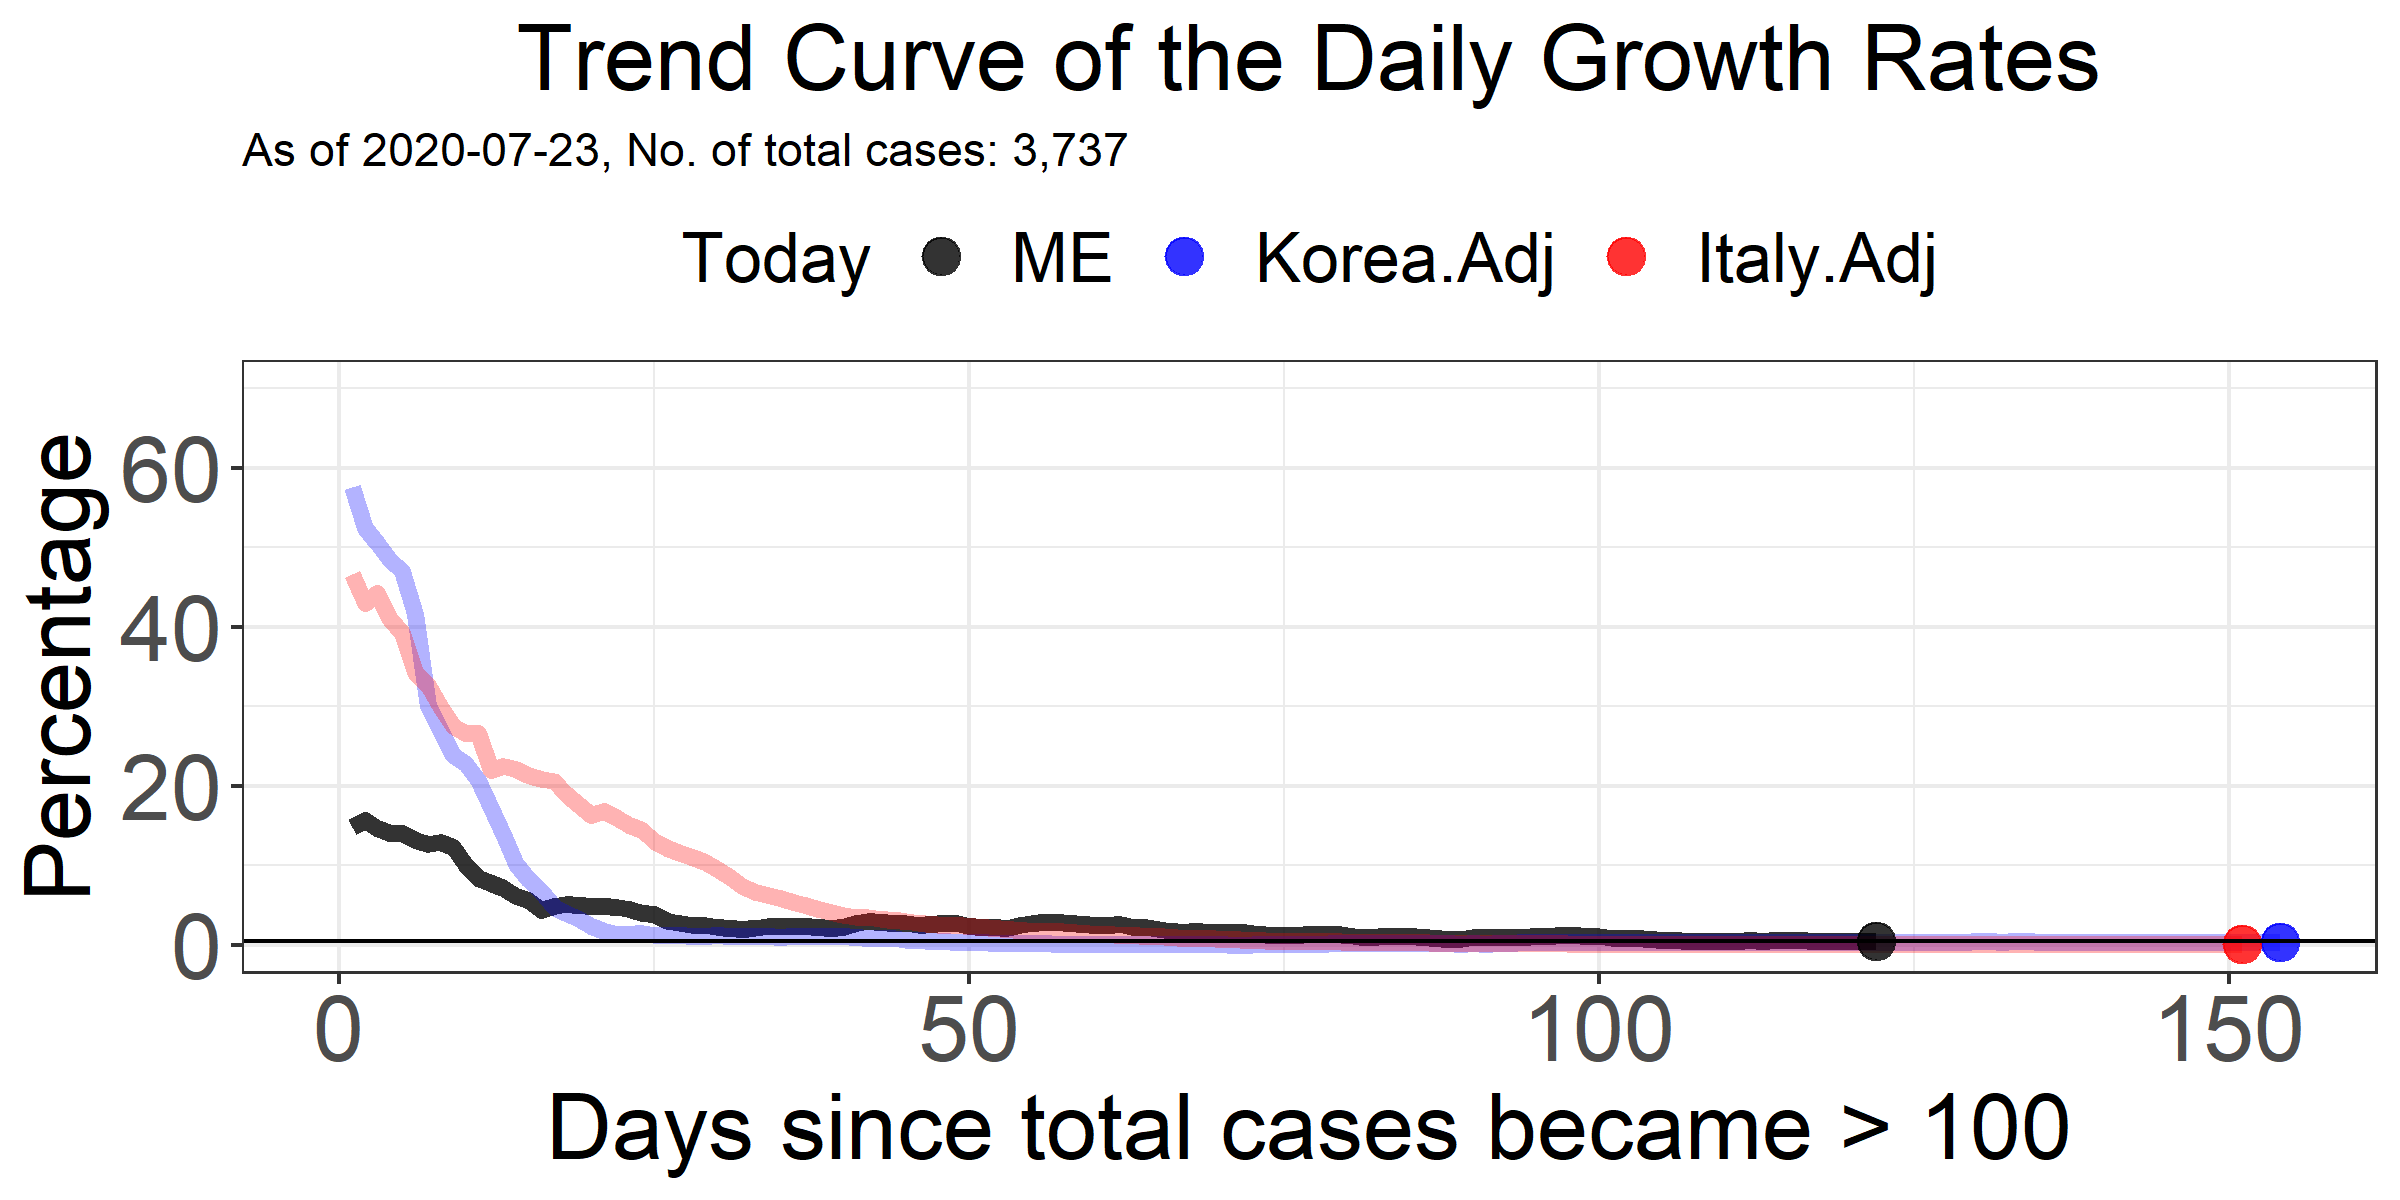 Trend Curve of the Daily Growth Rates
As of 2020-07-23, No. of total cases: 3,737
Today ME Korea.Adj Italy.Adj
Percentage
60
40
20
0
0 50 100 150
Days since total cases became > 100